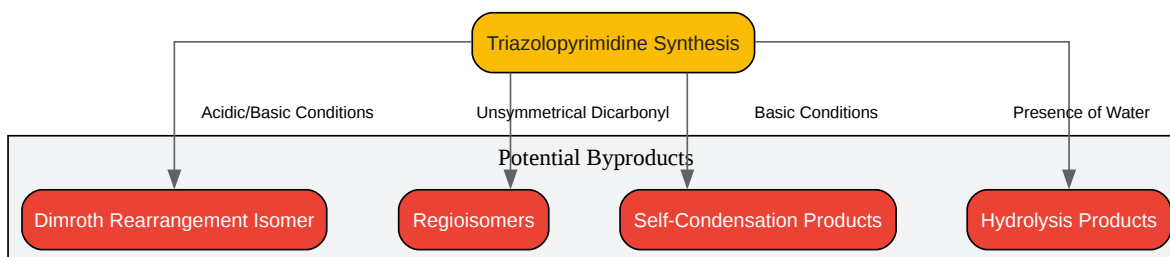 Triazolopyrimidine Synthesis
Acidic/Basic Conditions
Unsymmetrical Dicarbonyl
Basic Conditions
Presence of Water
Potential Byproducts
Dimroth Rearrangement Isomer
Regioisomers
Self-Condensation Products
Hydrolysis Products